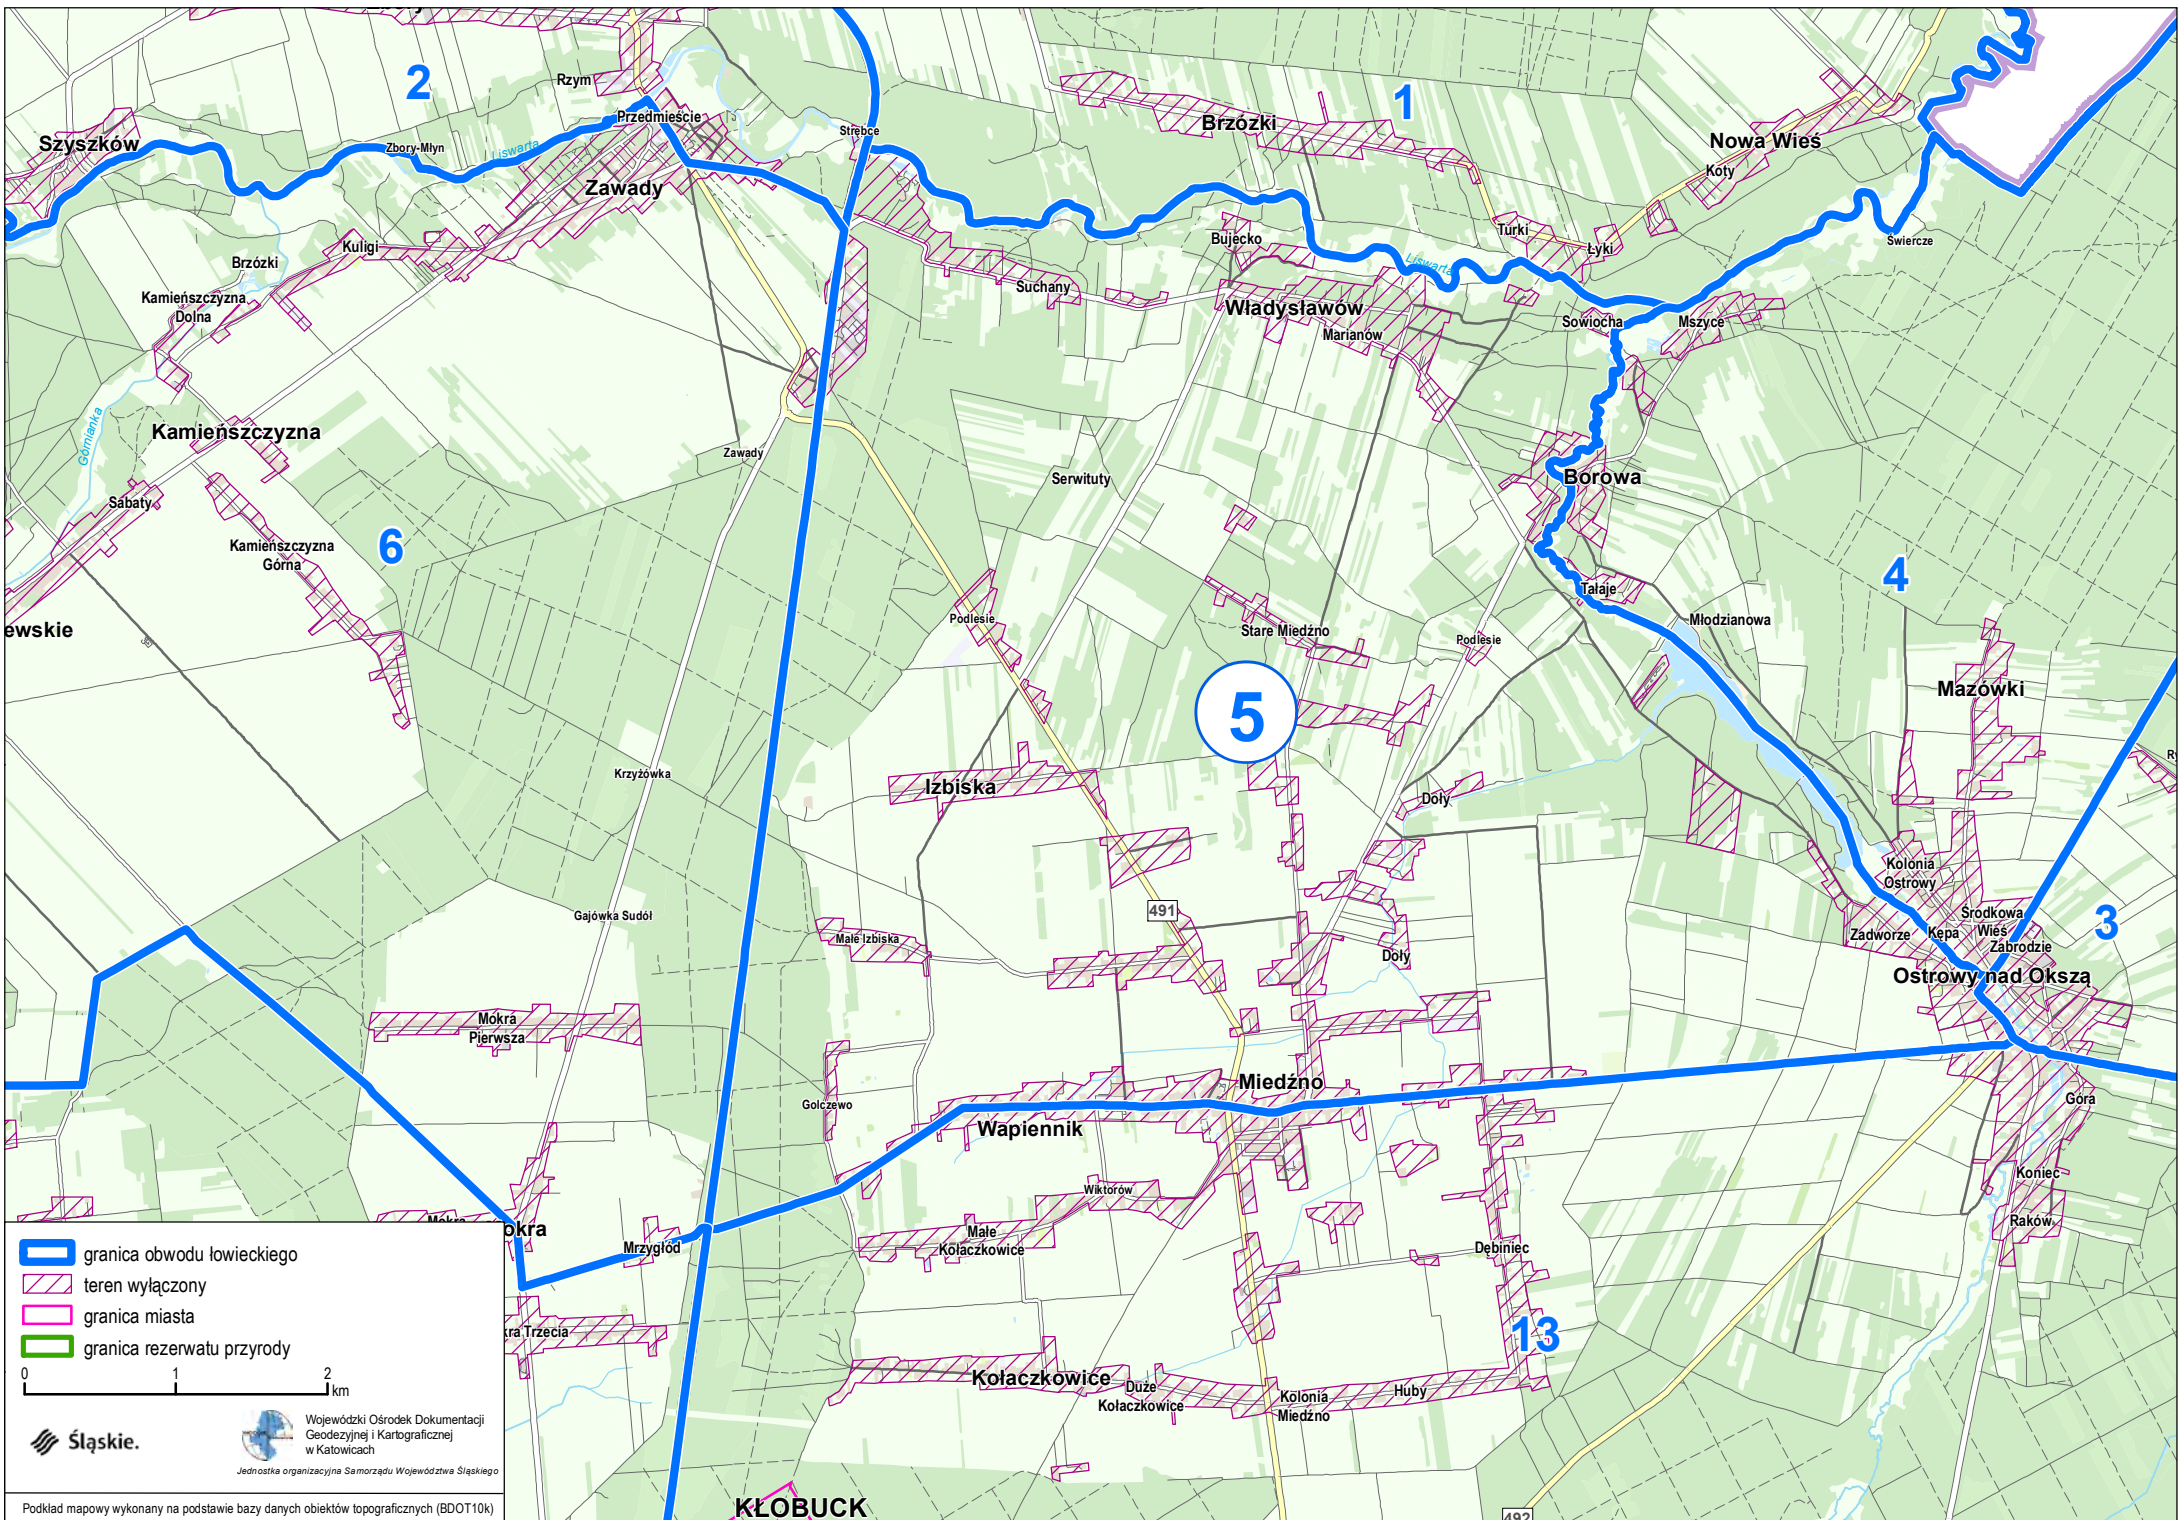 2
1
Rzym
Przedmieście
Brzózki
Szyszków
Zbory-Młyn
Liswarta
Strębce
Nowa Wieś
Koty
Zawady
Kuligi
Brzózki
Bujecko
Turki
Łyki
Świercze
Liswarta
Kamieńszczyzna
Dolna
Suchany
Władysławów
Marianów
Sowiocha
Mszyce
Górnianka
Kamieńszczyzna
Zawady
Serwituty
Borowa
Sabaty
6
Kamieńszczyzna
Górna
4
Tałaje
ewskie
Podlesie
Stare Miedźno
Podlesie
Młodzianowa
5
Mazówki
Krzyżówka
Izbiska
Doły
Kolonia
Ostrowy
491
Gajówka Sudół
Małe Izbiska
Doły
Zadworze
Kępa
Środkowa
Wieś
Zabrodzie
3
Ostrowy nad Okszą
Mokra
Pierwsza
Miedźno
Golczewo
Wapiennik
Góra
Wiktorów
Koniec
Małe
Kołaczkowice
Dębiniec
Raków
Mrzygłód
okra
kra Trzecia
13
Kołaczkowice
Duże
Kołaczkowice
Kolonia
Miedźno
Huby
KŁOBUCK
492
granica obwodu łowieckiego
teren wyłączony
granica miasta
granica rezerwatu przyrody
0 1 2
km
Śląskie.
Wojewódzki Ośrodek Dokumentacji
Geodezyjnej i Kartograficznej
w Katowicach
Jednostka organizacyjna Samorządu Województwa Śląskiego
Podkład mapowy wykonany na podstawie bazy danych obiektów topograficznych (BDOT10k)